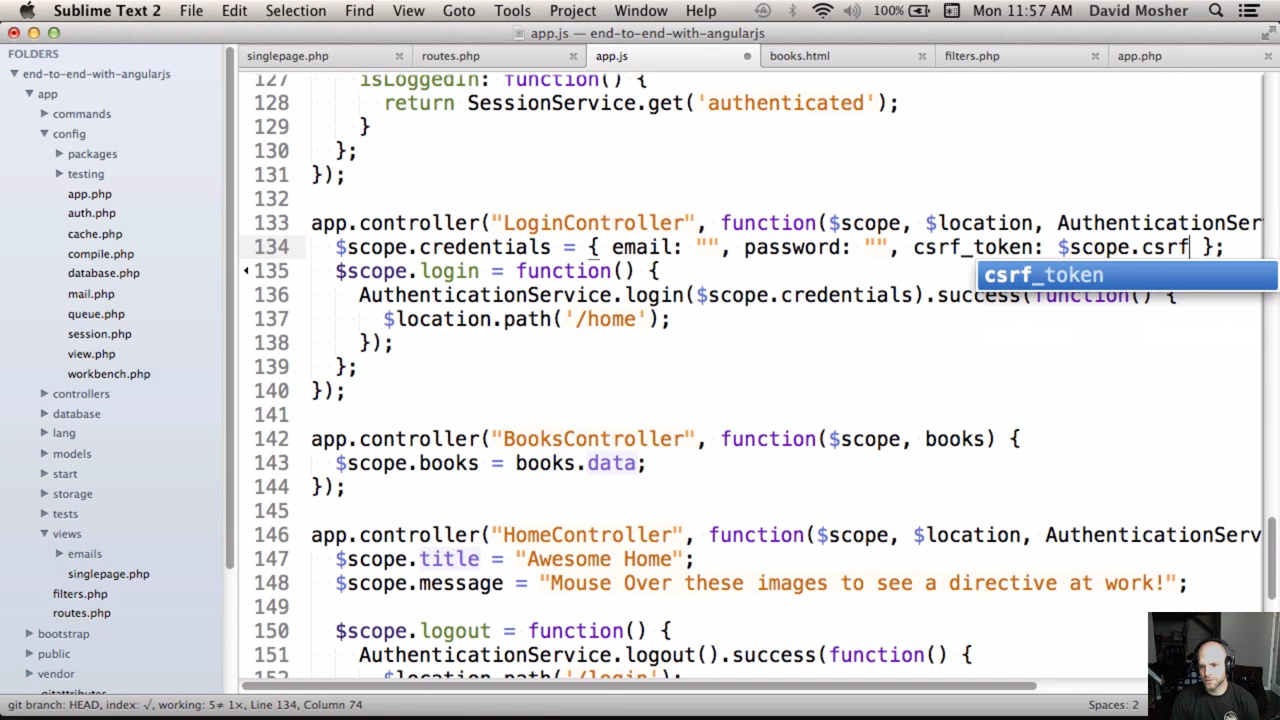 Sublime Text 2 File Edit Selection Find View Goto Tools Project Window Help 100% Mon 11:57 AM David Mosher
app.js — end-to-end-with-angularjs
FOLDERS
end-to-end-with-angularjs
app
commands
config
packages
testing
app.php
auth.php
cache.php
compile.php
database.php
mail.php
queue.php
session.php
view.php
workbench.php
controllers
database
lang
models
start
storage
tests
views
emails
singlepage.php
filters.php
routes.php
bootstrap
public
vendor
.gitattributes
singlepage.php routes.php app.js books.html filters.php app.php
127 isLoggedIn: function() {
128 return SessionService.get('authenticated');
129 }
130 };
131 });
132
133 app.controller("LoginController", function($scope, $location, AuthenticationSer
134 $scope.credentials = { email: "", password: "", csrf_token: $scope.csrf };
csrf_token
135 $scope.login = function() {
136 AuthenticationService.login($scope.credentials).success(function() {
137 $location.path('/home');
138 });
139 };
140 });
141
142 app.controller("BooksController", function($scope, books) {
143 $scope.books = books.data;
144 });
145
146 app.controller("HomeController", function($scope, $location, AuthenticationServ
147 $scope.title = "Awesome Home";
148 $scope.message = "Mouse Over these images to see a directive at work!";
149
150 $scope.logout = function() {
151 AuthenticationService.logout().success(function() {
152 $location.path('/login');
git branch: HEAD, index: √, working: 5≠ 1×, Line 134, Column 74
Spaces: 2